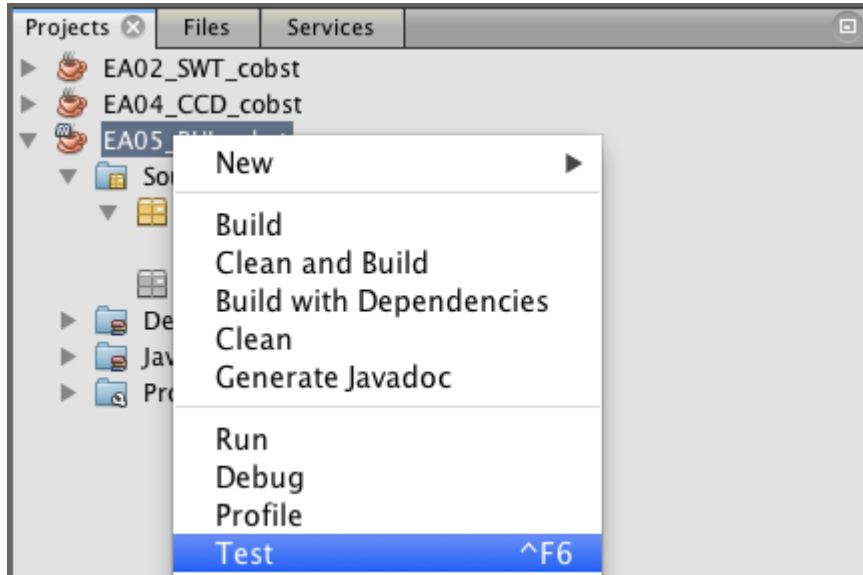 Projects Files Services
EA02_SWT_cobst
EA04_CCD_cobst
EA05_
New
Build
Clean and Build
Build with Dependencies
Clean
Generate Javadoc
Run
Debug
Profile
Test ^F6